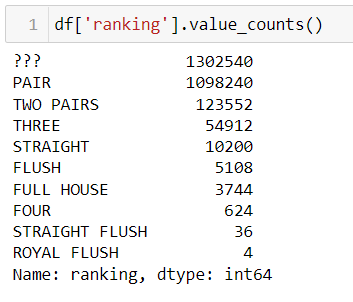 1 df['ranking'].value_counts()
??? 1302540
PAIR 1098240
TWO PAIRS 123552
THREE 54912
STRAIGHT 10200
FLUSH 5108
FULL HOUSE 3744
FOUR 624
STRAIGHT FLUSH 36
ROYAL FLUSH 4
Name: ranking, dtype: int64